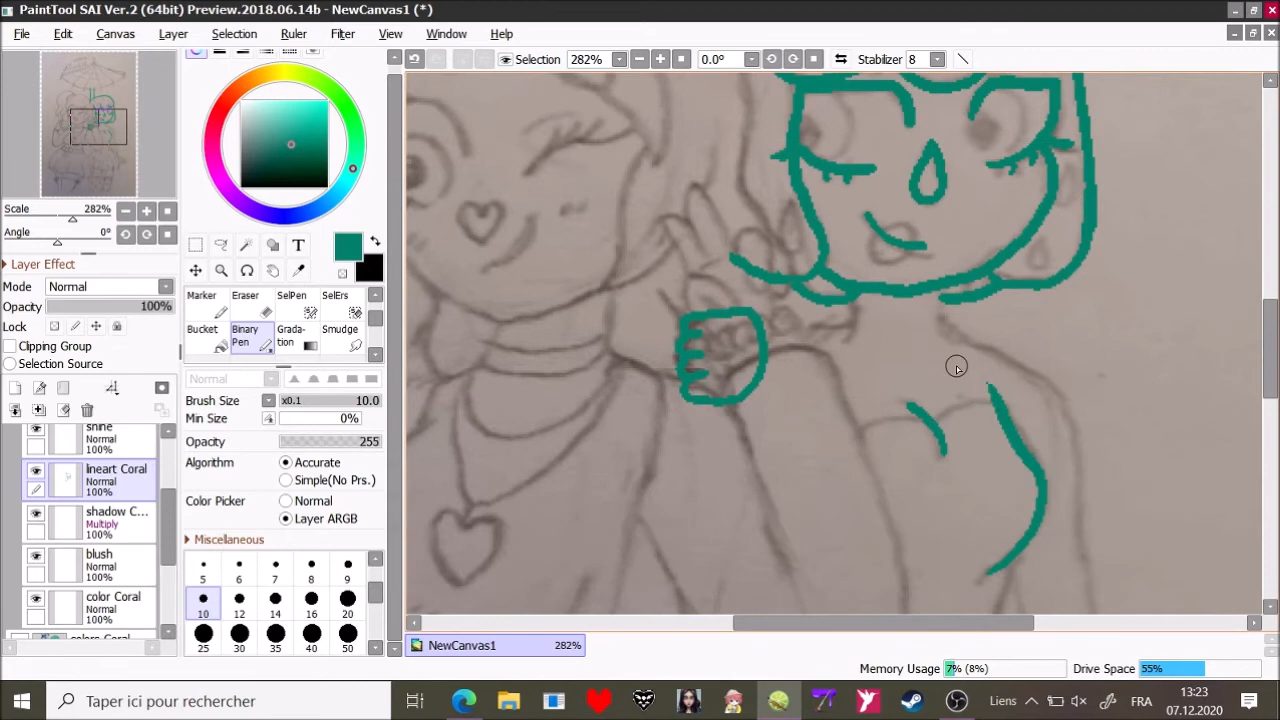 PaintTool SAI Ver.2 (64bit) Preview.2018.06.14b - NewCanvas1 (*)
File Edit Canvas Layer Selection Ruler Filter View Window Help
Selection 282% 0.0° Stabilizer 8
Scale 282%
Angle 0°
Layer Effect
Mode Normal
Opacity 100%
Lock
Clipping Group
Selection Source
shine
Normal
100%
lineart Coral
Normal
100%
shadow C...
Multiply
100%
blush
Normal
100%
color Coral
Normal
100%
colors Coral
T
Marker Eraser SelPen SelErs
Bucket Binary Pen Gradation Smudge
Normal
Brush Size x0.1 10.0
Min Size 0%
Opacity 255
Algorithm Accurate
Simple(No Prs.)
Color Picker Normal
Layer ARGB
Miscellaneous
5 6 7 8 9
10 12 14 16 20
25 30 35 40 50
NewCanvas1 282%
Memory Usage 7% (8%) Drive Space 55%
Taper ici pour rechercher
Liens FRA 13:23
07.12.2020